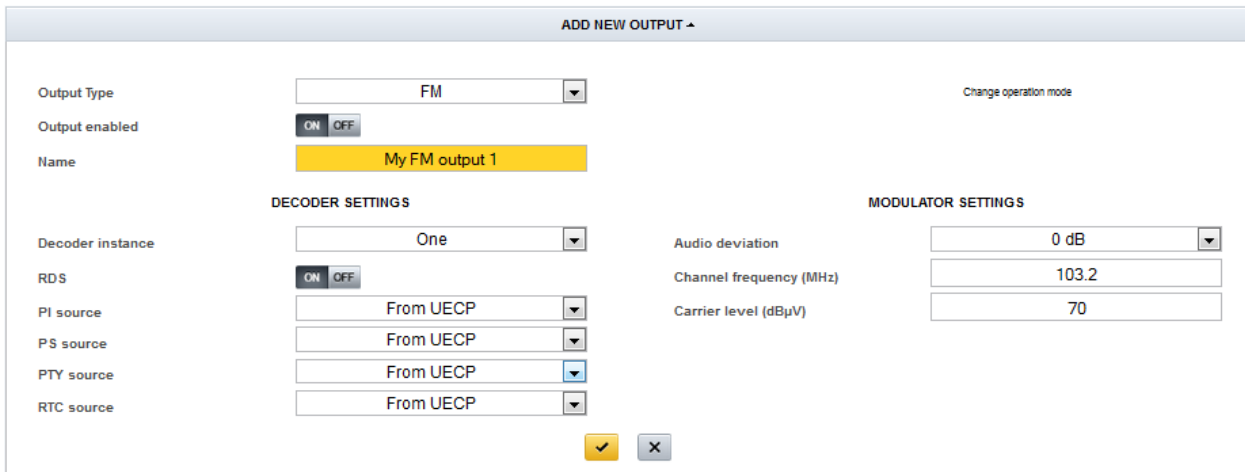 ADD NEW OUTPUT
Output Type FM Change operation mode
Output enabled ON OFF
Name My FM output 1
DECODER SETTINGS MODULATOR SETTINGS
Decoder instance One Audio deviation 0 dB
RDS ON OFF Channel frequency (MHz) 103.2
PI source From UECP Carrier level (dBµV) 70
PS source From UECP
PTY source From UECP
RTC source From UECP